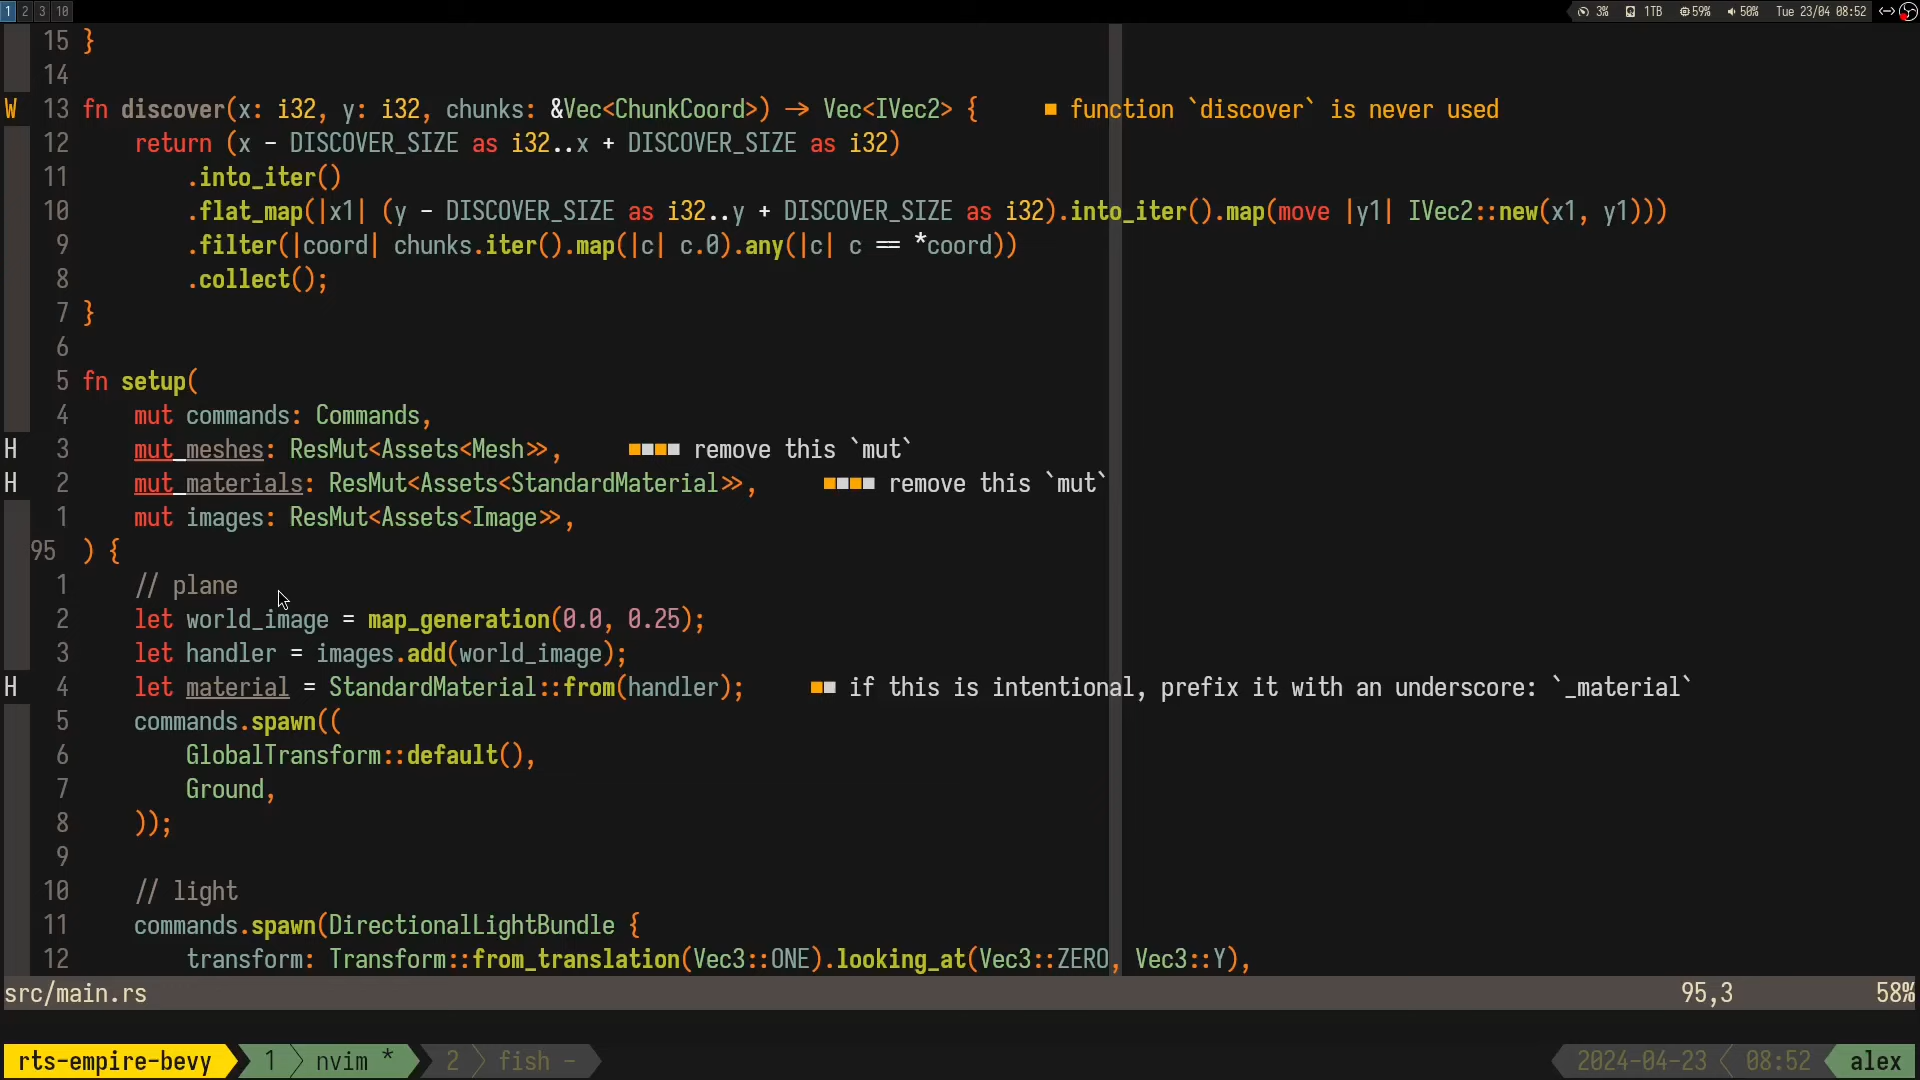 1 2 3 10 3% 1TB 59% 50% Tue 23/04 08:52
15 }
14
W 13 fn discover(x: i32, y: i32, chunks: &Vec<ChunkCoord>) -> Vec<IVec2> { ■ function `discover` is never used
12 return (x - DISCOVER_SIZE as i32..x + DISCOVER_SIZE as i32)
11 .into_iter()
10 .flat_map(|x1| (y - DISCOVER_SIZE as i32..y + DISCOVER_SIZE as i32).into_iter().map(move |y1| IVec2::new(x1, y1)))
9 .filter(|coord| chunks.iter().map(|c| c.0).any(|c| c == *coord))
8 .collect();
7 }
6
5 fn setup(
4 mut commands: Commands,
H 3 mut meshes: ResMut<Assets<Mesh>>, ■■■■ remove this `mut`
H 2 mut materials: ResMut<Assets<StandardMaterial>>, ■■■■ remove this `mut`
1 mut images: ResMut<Assets<Image>>,
95 ) {
1 // plane
2 let world_image = map_generation(0.0, 0.25);
3 let handler = images.add(world_image);
H 4 let material = StandardMaterial::from(handler); ■■ if this is intentional, prefix it with an underscore: `_material`
5 commands.spawn((
6 GlobalTransform::default(),
7 Ground,
8 ));
9
10 // light
11 commands.spawn(DirectionalLightBundle {
12 transform: Transform::from_translation(Vec3::ONE).looking_at(Vec3::ZERO, Vec3::Y),
src/main.rs 95,3 58%
rts-empire-bevy 1 nvim * 2 fish - 2024-04-23 08:52 alex